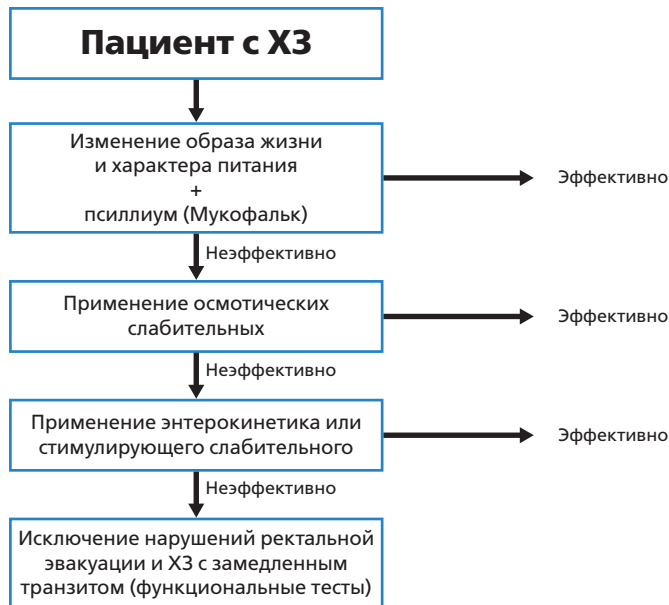 Пациент с ХЗ
Изменение образа жизни
и характера питания
+
псиллиум (Мукофальк)
Эффективно
Неэффективно
Применение осмотических
слабительных
Эффективно
Неэффективно
Применение энтерокинетика или
стимулирующего слабительного
Эффективно
Неэффективно
Исключение нарушений ректальной
эвакуации и ХЗ с замедленным
транзитом (функциональные тесты)